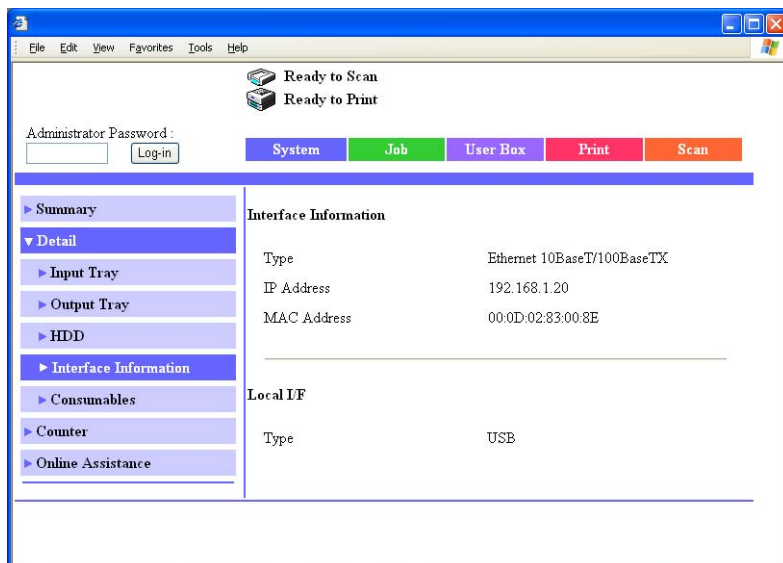 File Edit View Favorites Tools Help
Ready to Scan
Ready to Print
Administrator Password :
Log-in
System Job User Box Print Scan
Summary
Detail
Input Tray
Output Tray
HDD
Interface Information
Consumables
Counter
Online Assistance
Interface Information
Type Ethernet 10BaseT/100BaseTX
IP Address 192.168.1.20
MAC Address 00:0D:02:83:00:8E
Local I/F
Type USB